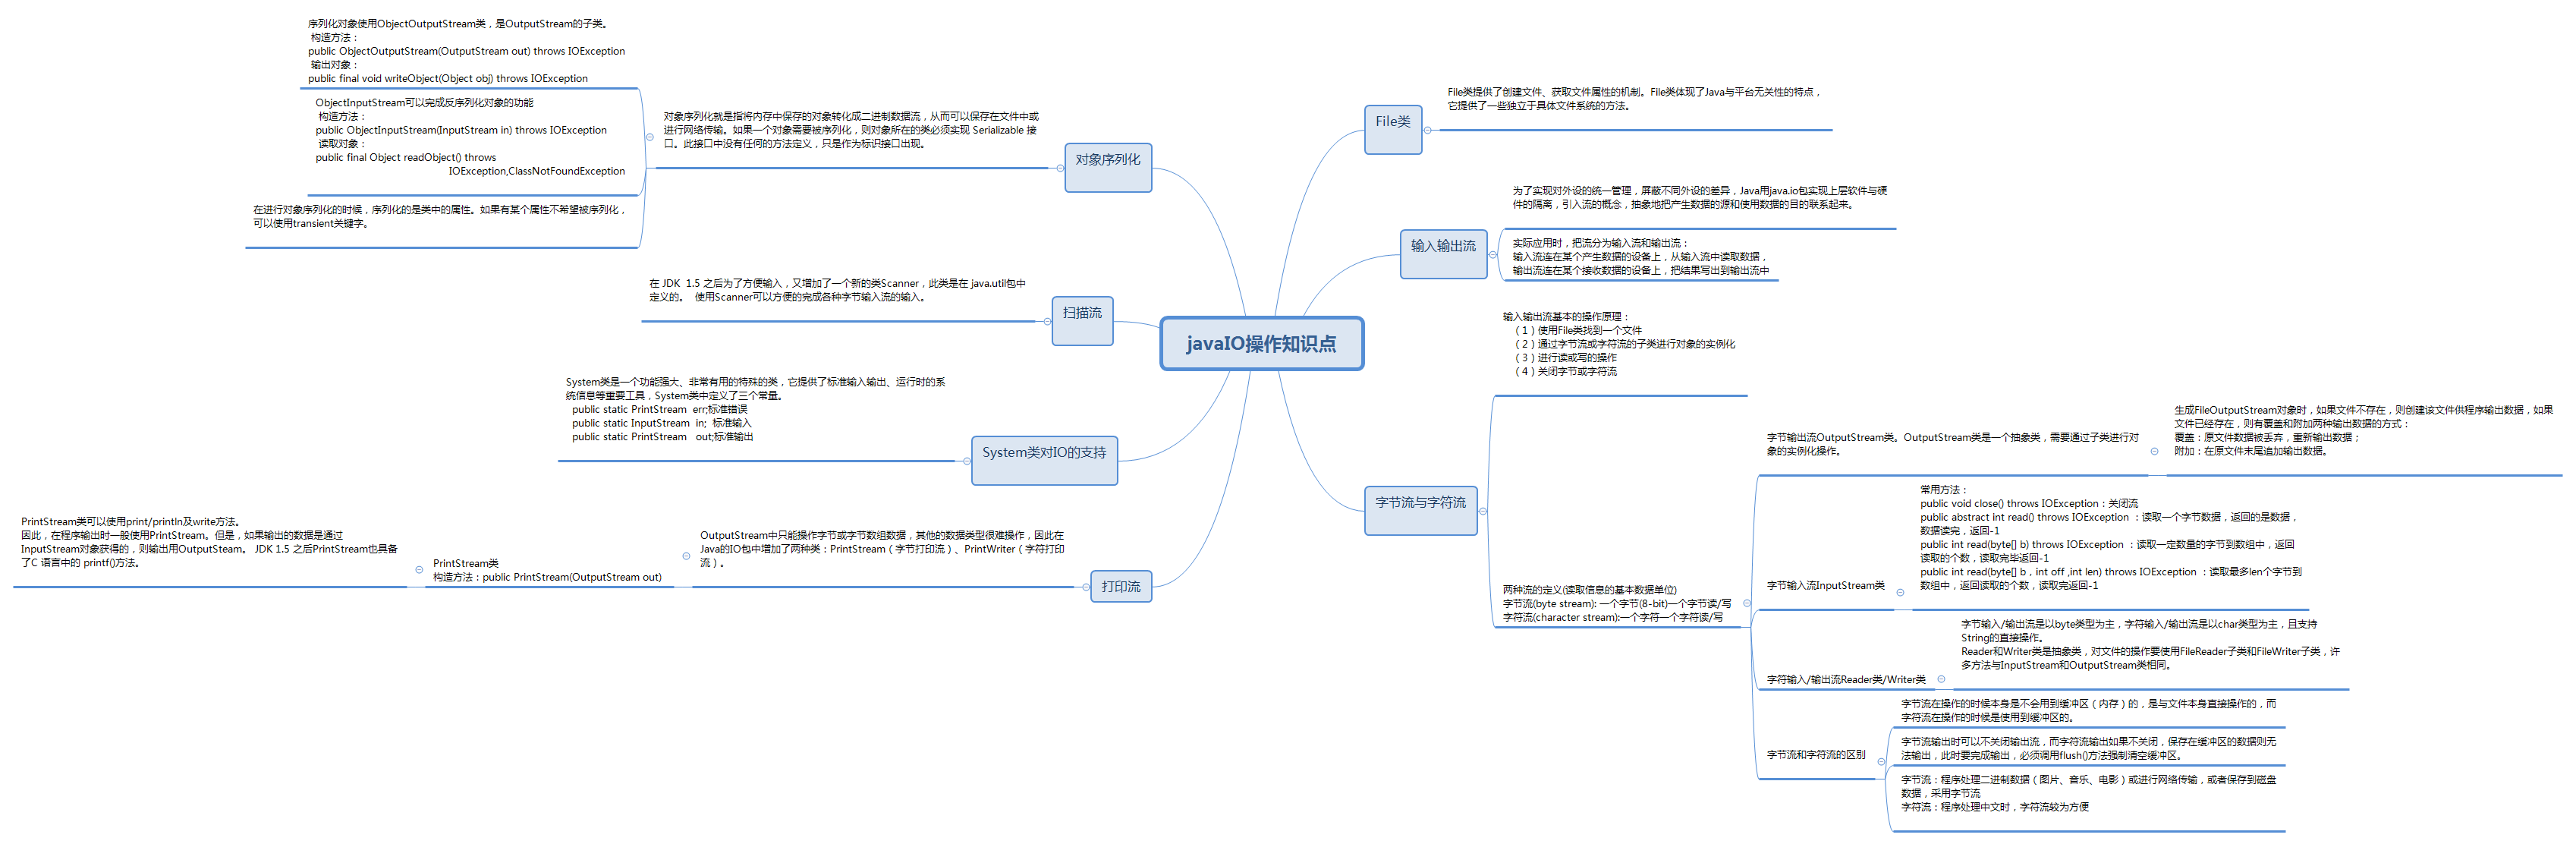 javaIO操作知识点
File类
File类提供了创建文件、获取文件属性的机制。File类体现了Java与平台无关性的特点，
它提供了一些独立于具体文件系统的方法。
输入输出流
为了实现对外设的统一管理，屏蔽不同外设的差异，Java用java.io包实现上层软件与硬
件的隔离，引入流的概念，抽象地把产生数据的源和使用数据的目的联系起来。
实际应用时，把流分为输入流和输出流：
输入流连在某个产生数据的设备上，从输入流中读取数据，
输出流连在某个接收数据的设备上，把结果写出到输出流中
字节流与字符流
输入输出流基本的操作原理：
（1）使用File类找到一个文件
（2）通过字节流或字符流的子类进行对象的实例化
（3）进行读或写的操作
（4）关闭字节或字符流
两种流的定义(读取信息的基本数据单位)
字节流(byte stream): 一个字节(8-bit)一个字节读/写
字符流(character stream):一个字符一个字符读/写
字节输出流OutputStream类。OutputStream类是一个抽象类，需要通过子类进行对
象的实例化操作。
生成FileOutputStream对象时，如果文件不存在，则创建该文件供程序输出数据，如果
文件已经存在，则有覆盖和附加两种输出数据的方式：
覆盖：原文件数据被丢弃，重新输出数据；
附加：在原文件末尾追加输出数据。
字节输入流InputStream类
常用方法：
public void close() throws IOException：关闭流
public abstract int read() throws IOException ：读取一个字节数据，返回的是数据，
数据读完，返回-1
public int read(byte[] b) throws IOException ：读取一定数量的字节到数组中，返回
读取的个数，读取完毕返回-1
public int read(byte[] b , int off ,int len) throws IOException ：读取最多len个字节到
数组中，返回读取的个数，读取完返回-1
字符输入/输出流Reader类/Writer类
字节输入/输出流是以byte类型为主，字符输入/输出流是以char类型为主，且支持
String的直接操作。
Reader和Writer类是抽象类，对文件的操作要使用FileReader子类和FileWriter子类，许
多方法与InputStream和OutputStream类相同。
字节流和字符流的区别
字节流在操作的时候本身是不会用到缓冲区（内存）的，是与文件本身直接操作的，而
字符流在操作的时候是使用到缓冲区的。
字节流输出时可以不关闭输出流，而字符流输出如果不关闭，保存在缓冲区的数据则无
法输出，此时要完成输出，必须调用flush()方法强制清空缓冲区。
字节流：程序处理二进制数据（图片、音乐、电影）或进行网络传输，或者保存到磁盘
数据，采用字节流
字符流：程序处理中文时，字符流较为方便
对象序列化
对象序列化就是指将内存中保存的对象转化成二进制数据流，从而可以保存在文件中或
进行网络传输。如果一个对象需要被序列化，则对象所在的类必须实现 Serializable 接
口。此接口中没有任何的方法定义，只是作为标识接口出现。
序列化对象使用ObjectOutputStream类，是OutputStream的子类。
构造方法：
public ObjectOutputStream(OutputStream out) throws IOException
输出对象：
public final void writeObject(Object obj) throws IOException
ObjectInputStream可以完成反序列化对象的功能
构造方法：
public ObjectInputStream(InputStream in) throws IOException
读取对象：
public final Object readObject() throws
IOException,ClassNotFoundException
在进行对象序列化的时候，序列化的是类中的属性。如果有某个属性不希望被序列化，
可以使用transient关键字。
扫描流
在 JDK 1.5 之后为了方便输入，又增加了一个新的类Scanner，此类是在 java.util包中
定义的。 使用Scanner可以方便的完成各种字节输入流的输入。
System类对IO的支持
System类是一个功能强大、非常有用的特殊的类，它提供了标准输入输出、运行时的系
统信息等重要工具，System类中定义了三个常量。
public static PrintStream err;标准错误
public static InputStream in; 标准输入
public static PrintStream out;标准输出
打印流
OutputStream中只能操作字节或字节数组数据，其他的数据类型很难操作，因此在
Java的IO包中增加了两种类：PrintStream（字节打印流）、PrintWriter（字符打印
流）。
PrintStream类
构造方法：public PrintStream(OutputStream out)
PrintStream类可以使用print/println及write方法。
因此，在程序输出时一般使用PrintStream。但是，如果输出的数据是通过
InputStream对象获得的，则输出用OutputSteam。 JDK 1.5 之后PrintStream也具备
了C 语言中的 printf()方法。